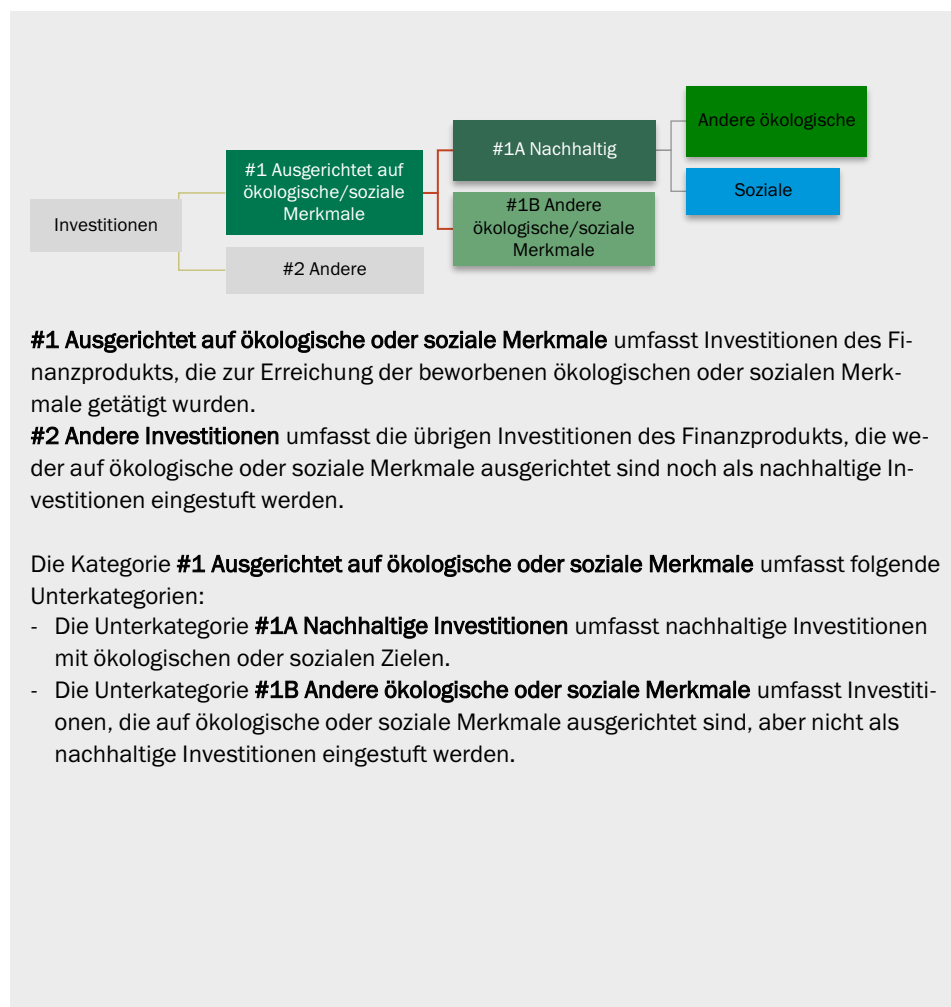 Andere ökologische
#1A Nachhaltig
#1 Ausgerichtet auf
ökologische/soziale
Merkmale
Soziale
#1B Andere
ökologische/soziale
Merkmale
Investitionen
#2 Andere
#1 Ausgerichtet auf ökologische oder soziale Merkmale umfasst Investitionen des Fi-
nanzprodukts, die zur Erreichung der beworbenen ökologischen oder sozialen Merk-
male getätigt wurden.
#2 Andere Investitionen umfasst die übrigen Investitionen des Finanzprodukts, die we-
der auf ökologische oder soziale Merkmale ausgerichtet sind noch als nachhaltige In-
vestitionen eingestuft werden.
Die Kategorie #1 Ausgerichtet auf ökologische oder soziale Merkmale umfasst folgende
Unterkategorien:
- Die Unterkategorie #1A Nachhaltige Investitionen umfasst nachhaltige Investitionen
mit ökologischen oder sozialen Zielen.
- Die Unterkategorie #1B Andere ökologische oder soziale Merkmale umfasst Investiti-
onen, die auf ökologische oder soziale Merkmale ausgerichtet sind, aber nicht als
nachhaltige Investitionen eingestuft werden.